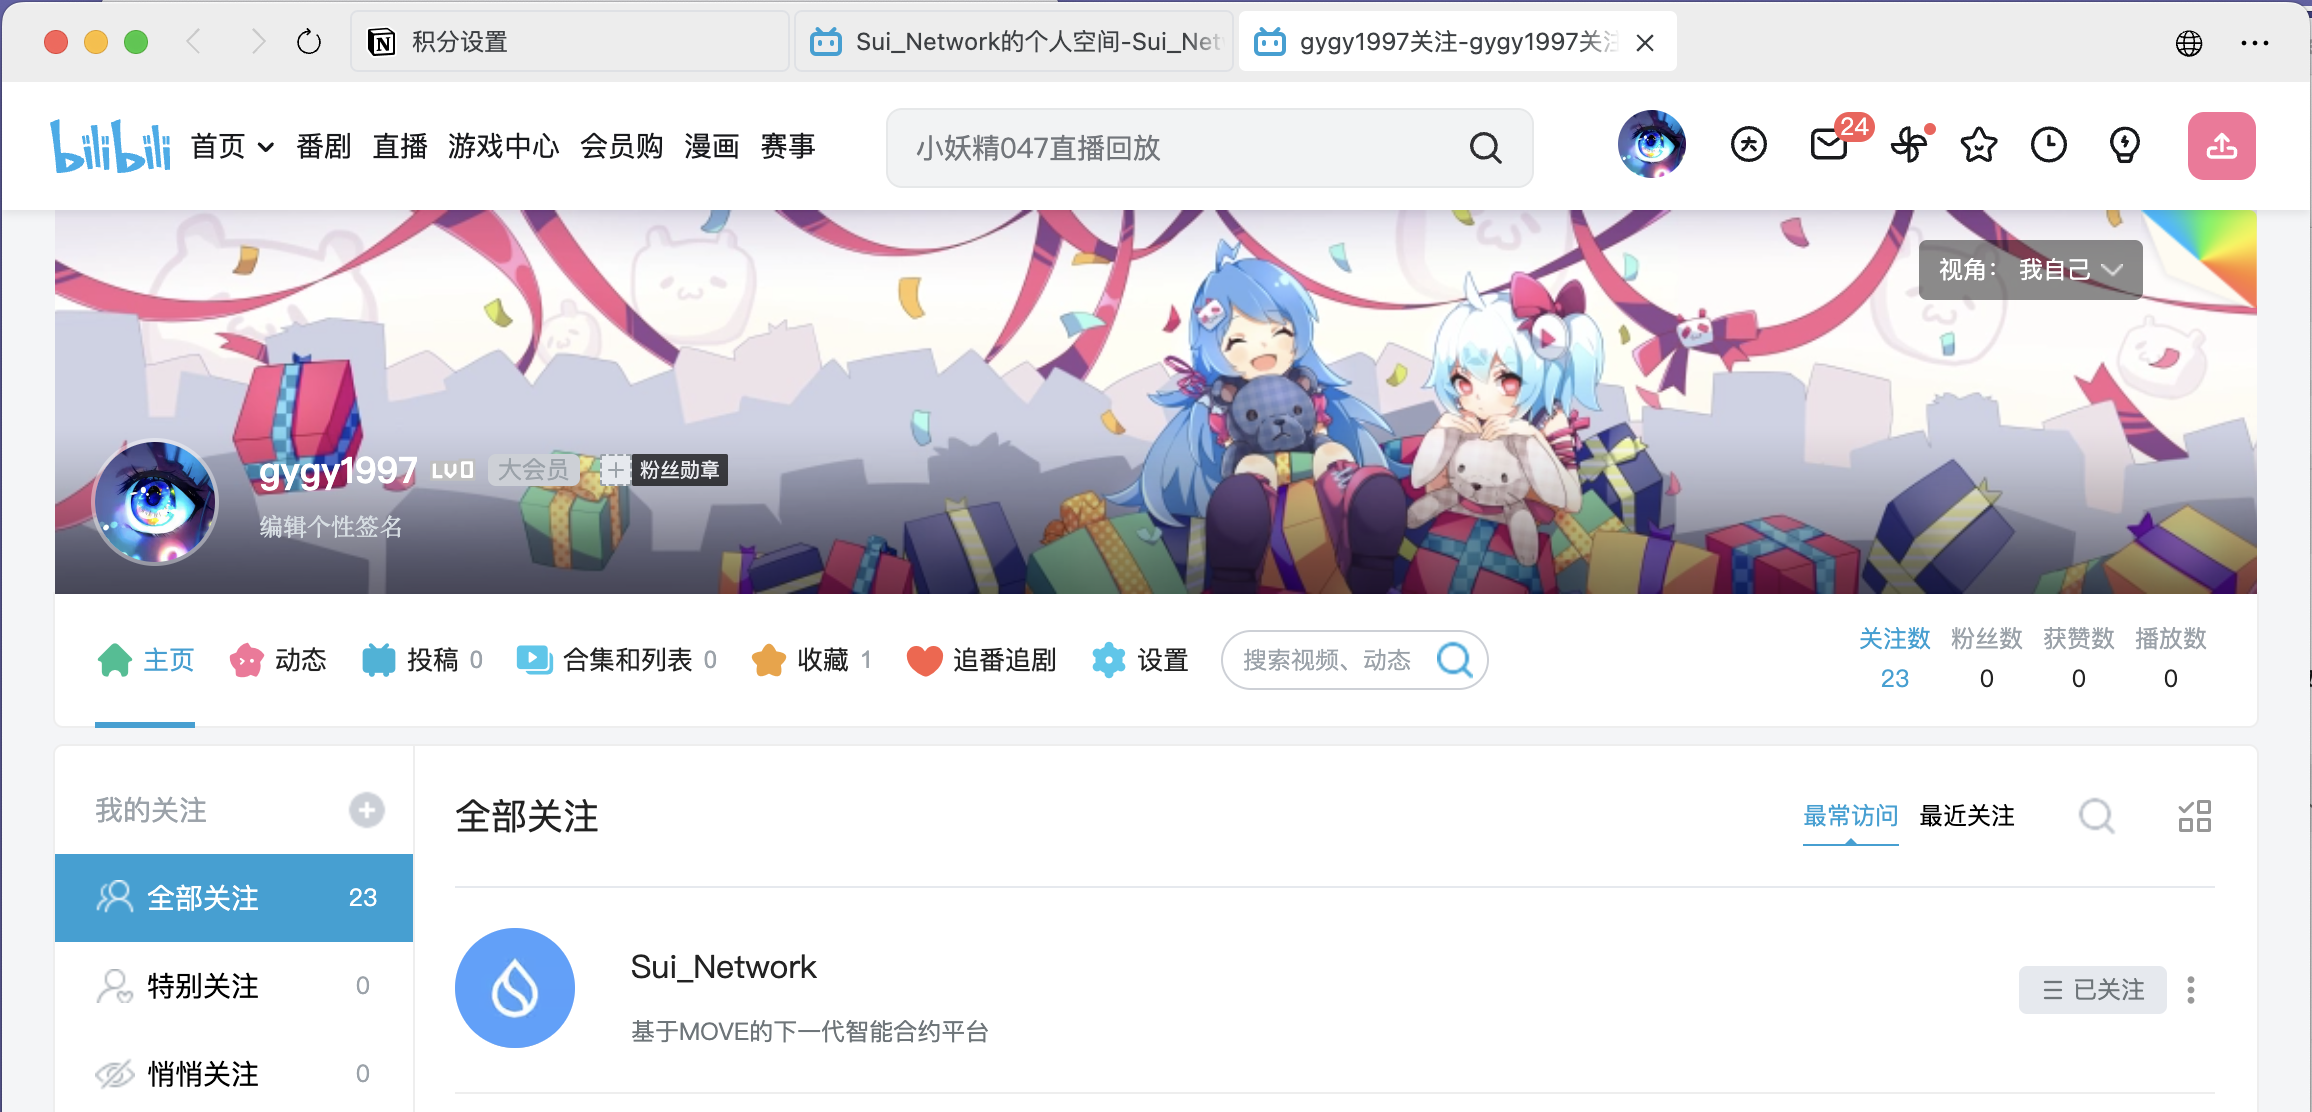 积分设置
Sui_Network的个人空间-Sui_Net
gygy1997关注-gygy1997关注
bilibili
首页 番剧 直播 游戏中心 会员购 漫画 赛事
小妖精047直播回放
24
视角： 我自己
gygy1997 LV0 大会员 + 粉丝勋章
编辑个性签名
主页 动态 投稿 0 合集和列表 0 收藏 1 追番追剧 设置
搜索视频、动态
关注数 粉丝数 获赞数 播放数
23 0 0 0
我的关注
全部关注 23
特别关注 0
悄悄关注 0
全部关注
最常访问 最近关注
Sui_Network
基于MOVE的下一代智能合约平台
已关注